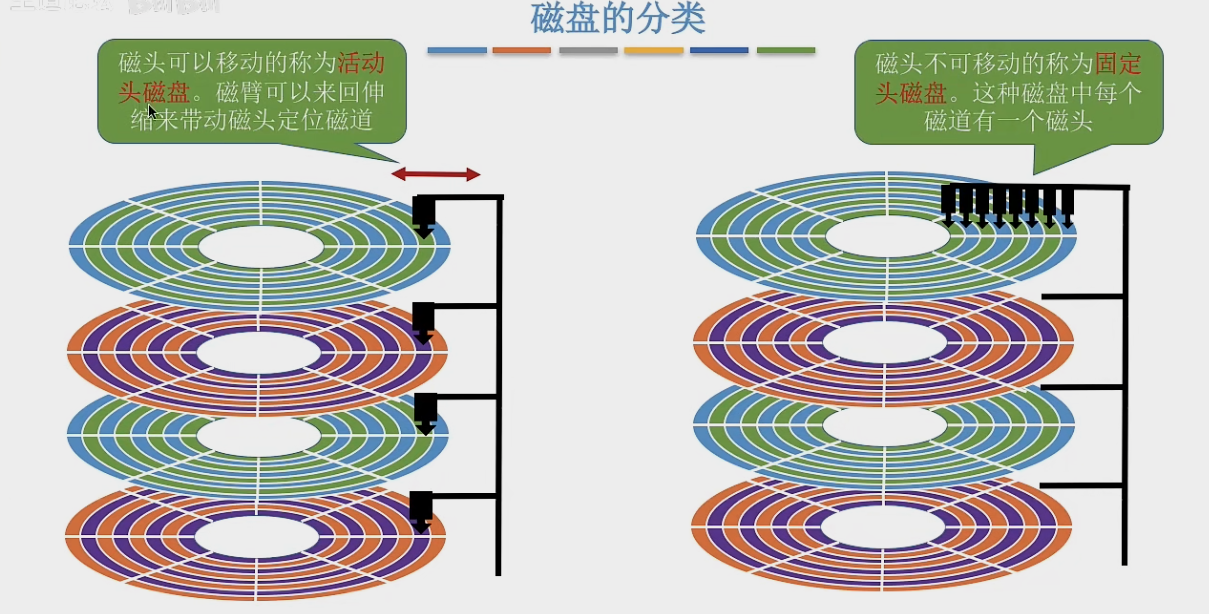 磁盘的分类
磁头可以移动的称为活动
头磁盘。磁臂可以来回伸
缩来带动磁头定位磁道
磁头不可移动的称为固定
头磁盘。这种磁盘中每个
磁道有一个磁头